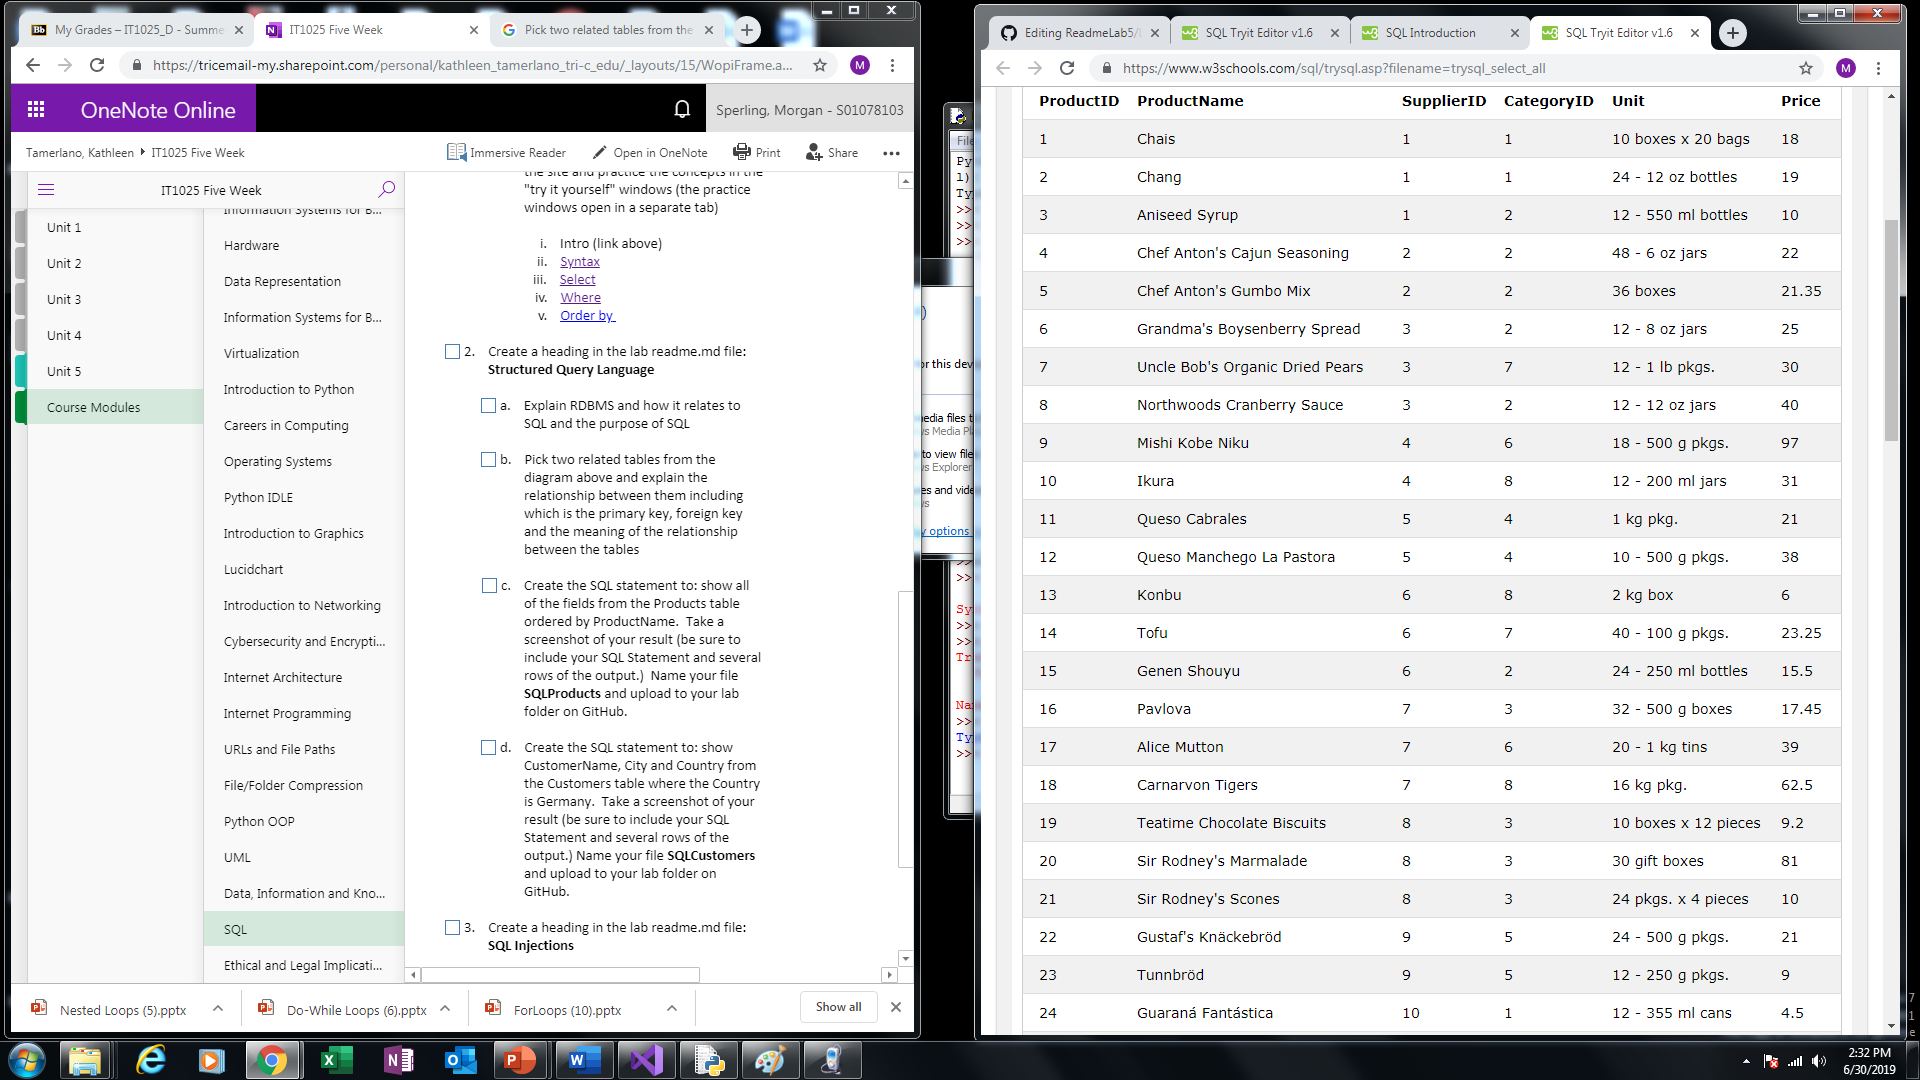 My Grades – IT1025_D - Summe
IT1025 Five Week
Pick two related tables from the
https://tricemail-my.sharepoint.com/personal/kathleen_tamerlano_tri-c_edu/_layouts/15/WopiFrame.a...
M
OneNote Online
Sperling, Morgan - S01078103
Tamerlano, Kathleen
IT1025 Five Week
Immersive Reader
Open in OneNote
Print
Share
IT1025 Five Week
Unit 1
Unit 2
Unit 3
Unit 4
Unit 5
Course Modules
Information Systems for B...
Hardware
Data Representation
Information Systems for B...
Virtualization
Introduction to Python
Careers in Computing
Operating Systems
Python IDLE
Introduction to Graphics
Lucidchart
Introduction to Networking
Cybersecurity and Encrypti...
Internet Architecture
Internet Programming
URLs and File Paths
File/Folder Compression
Python OOP
UML
Data, Information and Kno...
SQL
Ethical and Legal Implicati...
the site and practice the concepts in the
"try it yourself" windows (the practice
windows open in a separate tab)
i. Intro (link above)
ii. Syntax
iii. Select
iv. Where
v. Order by
2. Create a heading in the lab readme.md file:
Structured Query Language
a. Explain RDBMS and how it relates to
SQL and the purpose of SQL
b. Pick two related tables from the
diagram above and explain the
relationship between them including
which is the primary key, foreign key
and the meaning of the relationship
between the tables
c. Create the SQL statement to: show all
of the fields from the Products table
ordered by ProductName. Take a
screenshot of your result (be sure to
include your SQL Statement and several
rows of the output.) Name your file
SQLProducts and upload to your lab
folder on GitHub.
d. Create the SQL statement to: show
CustomerName, City and Country from
the Customers table where the Country
is Germany. Take a screenshot of your
result (be sure to include your SQL
Statement and several rows of the
output.) Name your file SQLCustomers
and upload to your lab folder on
GitHub.
3. Create a heading in the lab readme.md file:
SQL Injections
Nested Loops (5).pptx
Do-While Loops (6).pptx
ForLoops (10).pptx
Show all
Editing ReadmeLab5/
SQL Tryit Editor v1.6
SQL Introduction
SQL Tryit Editor v1.6
https://www.w3schools.com/sql/trysql.asp?filename=trysql_select_all
M
ProductID ProductName SupplierID CategoryID Unit Price
1 Chais 1 1 10 boxes x 20 bags 18
2 Chang 1 1 24 - 12 oz bottles 19
3 Aniseed Syrup 1 2 12 - 550 ml bottles 10
4 Chef Anton's Cajun Seasoning 2 2 48 - 6 oz jars 22
5 Chef Anton's Gumbo Mix 2 2 36 boxes 21.35
6 Grandma's Boysenberry Spread 3 2 12 - 8 oz jars 25
7 Uncle Bob's Organic Dried Pears 3 7 12 - 1 lb pkgs. 30
8 Northwoods Cranberry Sauce 3 2 12 - 12 oz jars 40
9 Mishi Kobe Niku 4 6 18 - 500 g pkgs. 97
10 Ikura 4 8 12 - 200 ml jars 31
11 Queso Cabrales 5 4 1 kg pkg. 21
12 Queso Manchego La Pastora 5 4 10 - 500 g pkgs. 38
13 Konbu 6 8 2 kg box 6
14 Tofu 6 7 40 - 100 g pkgs. 23.25
15 Genen Shouyu 6 2 24 - 250 ml bottles 15.5
16 Pavlova 7 3 32 - 500 g boxes 17.45
17 Alice Mutton 7 6 20 - 1 kg tins 39
18 Carnarvon Tigers 7 8 16 kg pkg. 62.5
19 Teatime Chocolate Biscuits 8 3 10 boxes x 12 pieces 9.2
20 Sir Rodney's Marmalade 8 3 30 gift boxes 81
21 Sir Rodney's Scones 8 3 24 pkgs. x 4 pieces 10
22 Gustaf's Knäckebröd 9 5 24 - 500 g pkgs. 21
23 Tunnbröd 9 5 12 - 250 g pkgs. 9
24 Guaraná Fantástica 10 1 12 - 355 ml cans 4.5
2:32 PM
6/30/2019